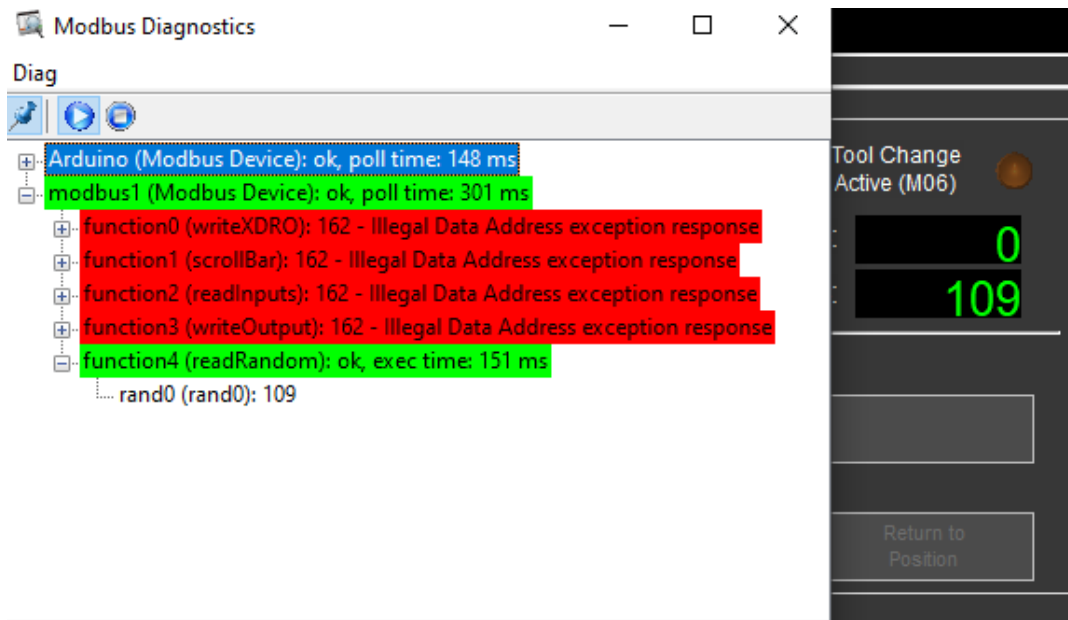 Modbus Diagnostics
Diag
Arduino (Modbus Device): ok, poll time: 148 ms
modbus1 (Modbus Device): ok, poll time: 301 ms
function0 (writeXDRO): 162 - Illegal Data Address exception response
function1 (scrollBar): 162 - Illegal Data Address exception response
function2 (readInputs): 162 - Illegal Data Address exception response
function3 (writeOutput): 162 - Illegal Data Address exception response
function4 (readRandom): ok, exec time: 151 ms
rand0 (rand0): 109
Tool Change
Active (M06)
: 0
: 109
Return to
Position